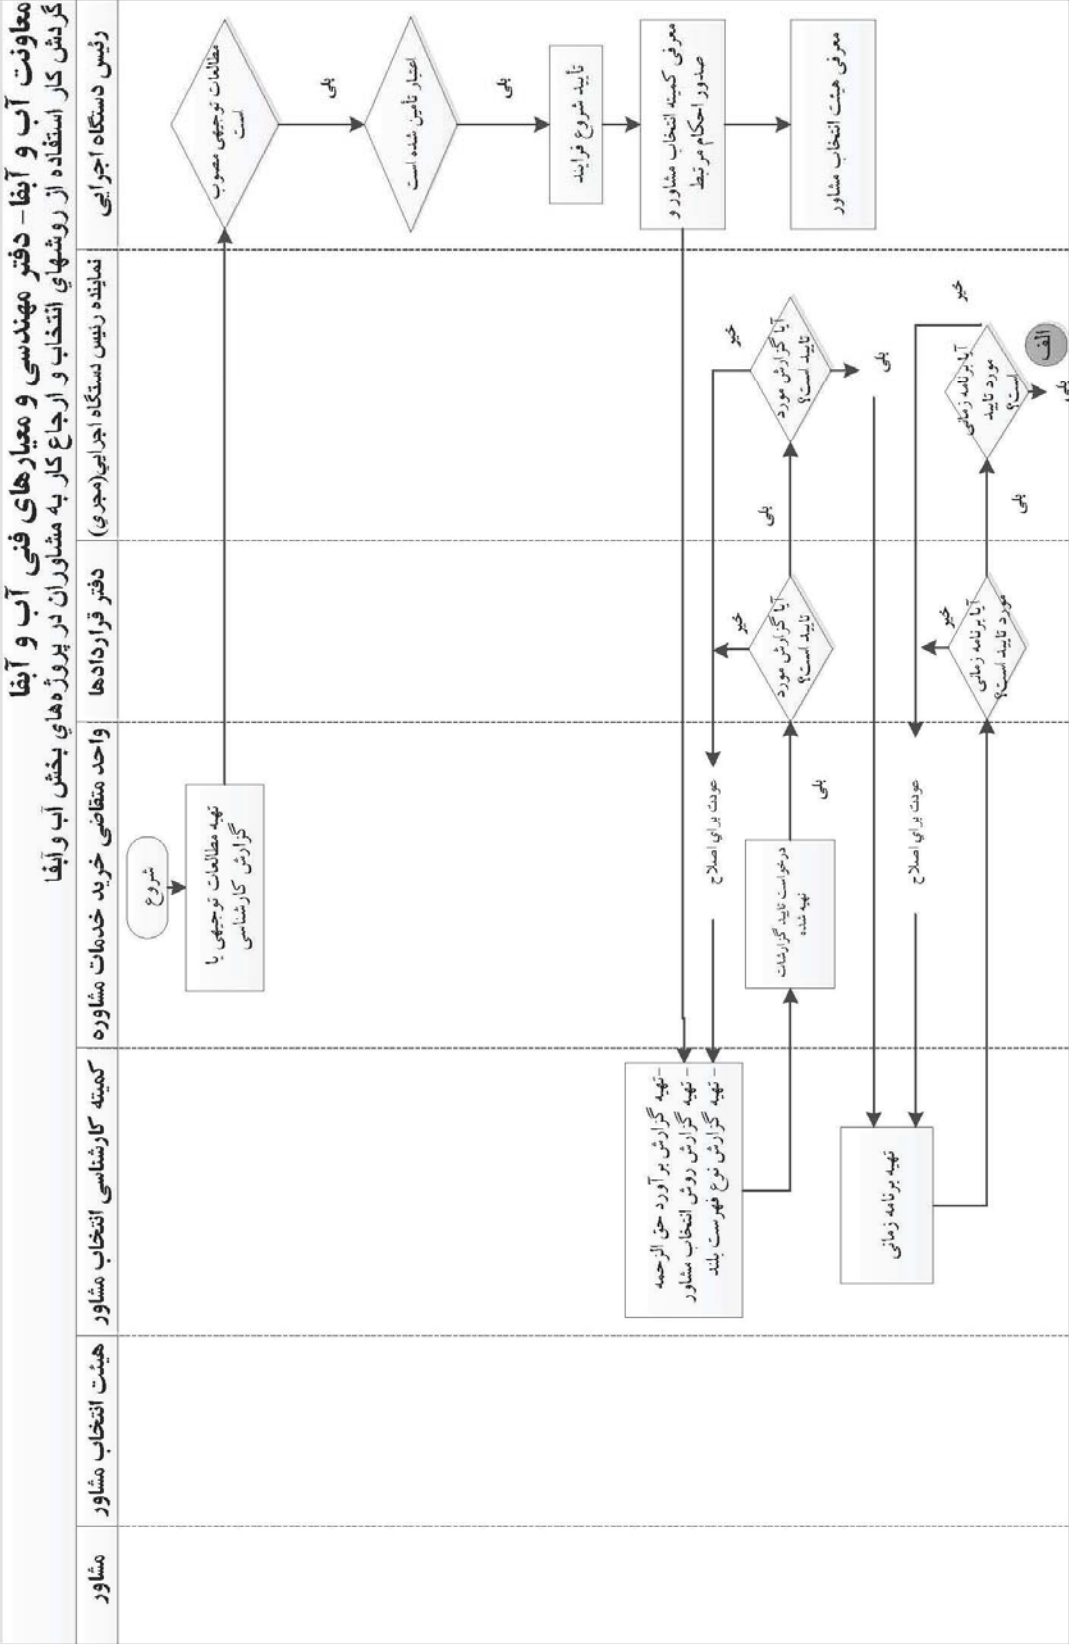 معاونت آب و آبفا- دفتر مهندسی و معیارهای فنی آب و آبفا
گردش کار استفاده از روشهاي انتخاب و ارجاع کار به مشاوران در پروژه‌هاي بخش آب و آبفا
رئیس دستگاه اجرایی
نماینده رئیس دستگاه اجرایی(مجری)
دفتر قراردادها
واحد متقاضی خرید خدمات مشاوره
کمیته کارشناسی انتخاب مشاور
هیئت انتخاب مشاور
مشاور
شروع
تهیه مطالعات توجیهی یا
گزارش کارشناسی
مطالعات توجیهی مصوب
است
بلی
اعتبار تأمین شده است
بلی
تأیید شروع فرایند
معرفی کمیته انتخاب مشاور و
صدور احکام مرتبط
معرفی هیئت انتخاب مشاور
-تهیه گزارش برآورد حق الزحمه
- تهیه گزارش روش انتخاب مشاور
- تهیه گزارش نوع فهرست بلند
درخواست تایید گزارشات
تهیه شده
بلی
آیا گزارش مورد
تایید است؟
خیر
بلی
آیا گزارش مورد
تایید است؟
خیر
بلی
عودت براي اصلاح
تهیه برنامه زمانی
آیا برنامه زمانی
مورد تایید است؟
خیر
بلی
آیا برنامه زمانی
مورد تایید
است؟
خیر
بلی
عودت براي اصلاح
الف